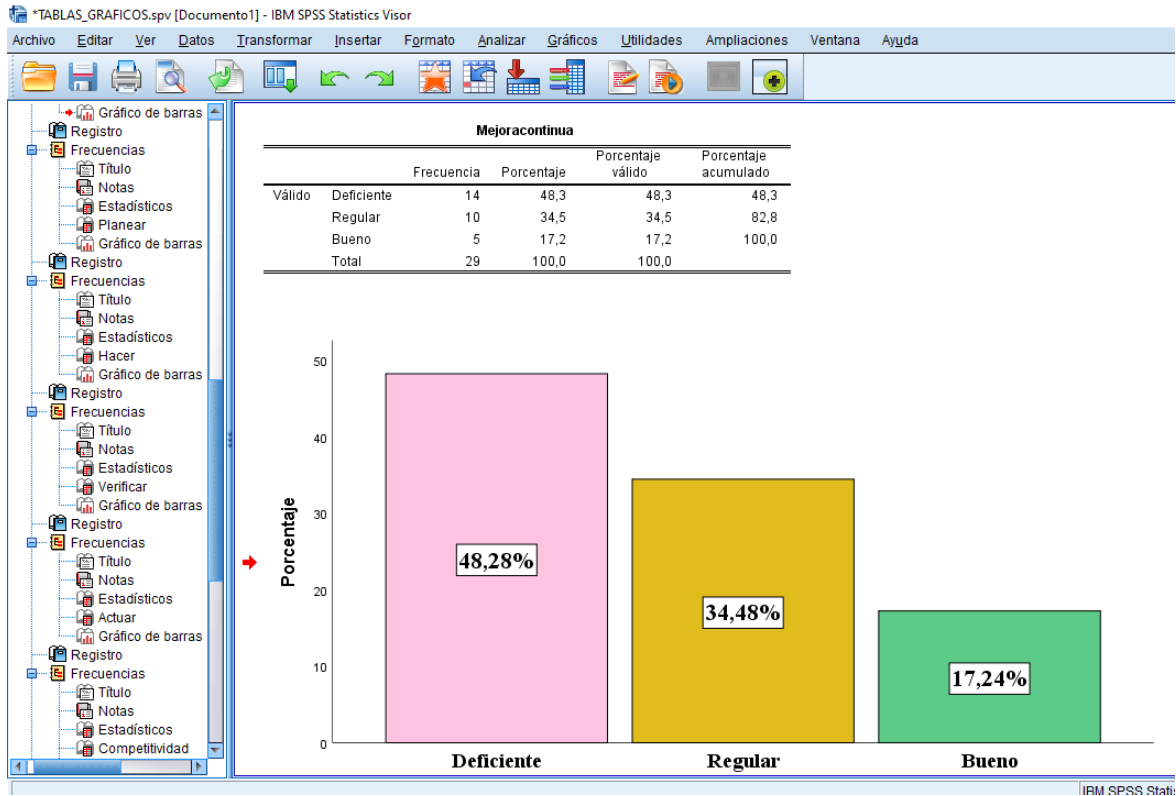 *TABLAS_GRAFICOS.spv [Documento1] - IBM SPSS Statistics Visor
Archivo Editar Ver Datos Transformar Insertar Formato Analizar Gráficos Utilidades Ampliaciones Ventana Ayuda
Gráfico de barras
Registro
Frecuencias
Título
Notas
Estadísticos
Planear
Gráfico de barras
Registro
Frecuencias
Título
Notas
Estadísticos
Hacer
Gráfico de barras
Registro
Frecuencias
Título
Notas
Estadísticos
Verificar
Gráfico de barras
Registro
Frecuencias
Título
Notas
Estadísticos
Actuar
Gráfico de barras
Registro
Frecuencias
Título
Notas
Estadísticos
Competitividad
Mejoracontinua
Frecuencia Porcentaje Porcentaje válido Porcentaje acumulado
Válido Deficiente 14 48,3 48,3 48,3
Regular 10 34,5 34,5 82,8
Bueno 5 17,2 17,2 100,0
Total 29 100,0 100,0
Porcentaje
50
40
30
20
10
0
48,28%
34,48%
17,24%
Deficiente Regular Bueno
IBM SPSS Statis